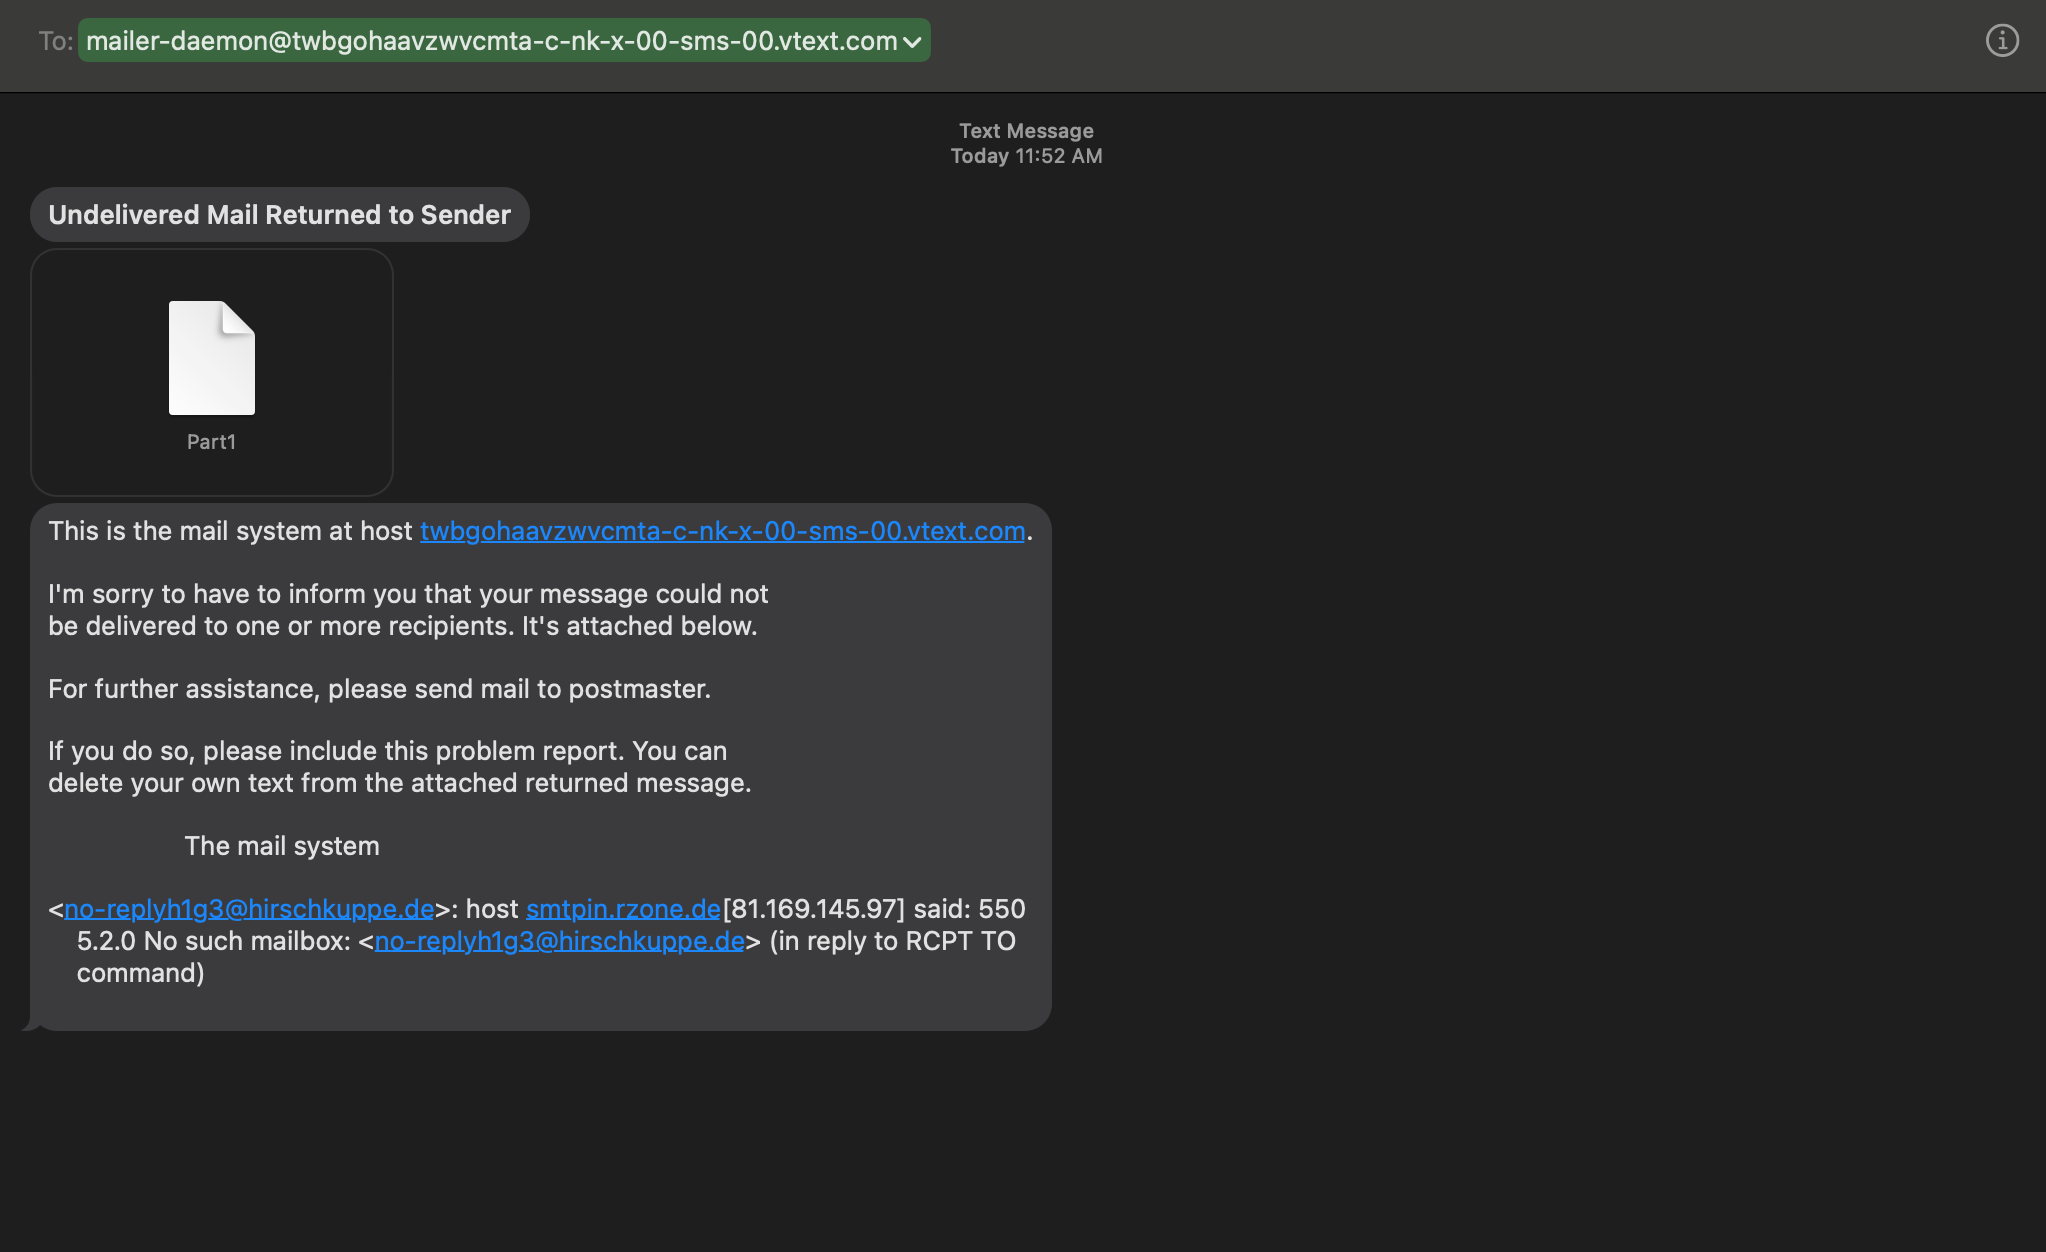 To: mailer-daemon@twbgohaavzwvcmta-c-nk-x-00-sms-00.vtext.com
Text Message
Today 11:52 AM
Undelivered Mail Returned to Sender
Part1
This is the mail system at host twbgohaavzwvcmta-c-nk-x-00-sms-00.vtext.com.
I'm sorry to have to inform you that your message could not
be delivered to one or more recipients. It's attached below.
For further assistance, please send mail to postmaster.
If you do so, please include this problem report. You can
delete your own text from the attached returned message.
The mail system
<no-replyh1g3@hirschkuppe.de>: host smtpin.rzone.de[81.169.145.97] said: 550
5.2.0 No such mailbox: <no-replyh1g3@hirschkuppe.de> (in reply to RCPT TO
command)